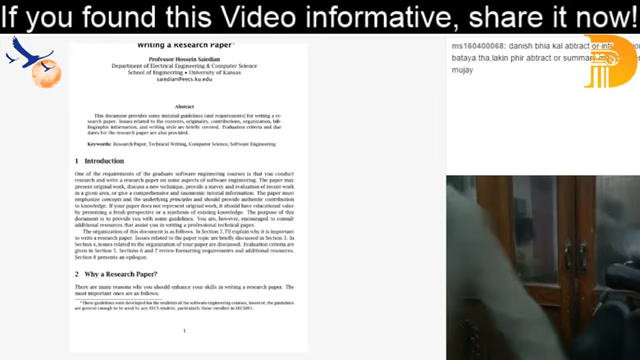 If you found this Video informative, share it now!
Writing a Research Paper*
Professor Hossein Saiedian
Department of Electrical Engineering & Computer Science
School of Engineering • University of Kansas
saiedian@eecs.ku.edu
Abstract
This document provides some minimal guidelines (and requirements) for writing a re-
search paper. Issues related to the contents, originality, contributions, organization, bib-
liographic information, and writing style are briefly covered. Evaluation criteria and due
dates for the research paper are also provided.
Keywords: Research Paper, Technical Writing, Computer Science, Software Engineering
1 Introduction
One of the requirements of the graduate software engineering courses is that you conduct
research and write a research paper on some aspects of software engineering. The paper may
present original work, discuss a new technique, provide a survey and evaluation of recent work
in a given area, or give a comprehensive and taxonomic tutorial information. The paper must
emphasize concepts and the underlying principles and should provide authentic contribution
to knowledge. If your paper does not represent original work, it should have educational value
by presenting a fresh perspective or a synthesis of existing knowledge. The purpose of this
document is to provide you with some guidelines. You are, however, encouraged to consult
additional resources that assist you in writing a professional technical paper.
The organization of this document is as follows. In Section 2, I'll explain why it is important
to write a research paper. Issues related to the paper topic are briefly discussed in Section 3. In
Section 4, issues related to the organization of your paper are discussed. Evaluation criteria are
given in Section 5. Sections 6 and 7 review formatting requirements and additional resources.
Section 8 presents an epilogue.
2 Why a Research Paper?
There are many reasons why you should enhance your skills in writing a research paper. The
most important ones are as follows:
*These guidelines were developed for the students of the software engineering courses, however, the guidelines
are general enough to be used by any EECS student, particularly those enrolled in EECS801.
1
ms160400068: danish bhia kal abtract or
bataya tha,lakin phir abtract or summary
mujay